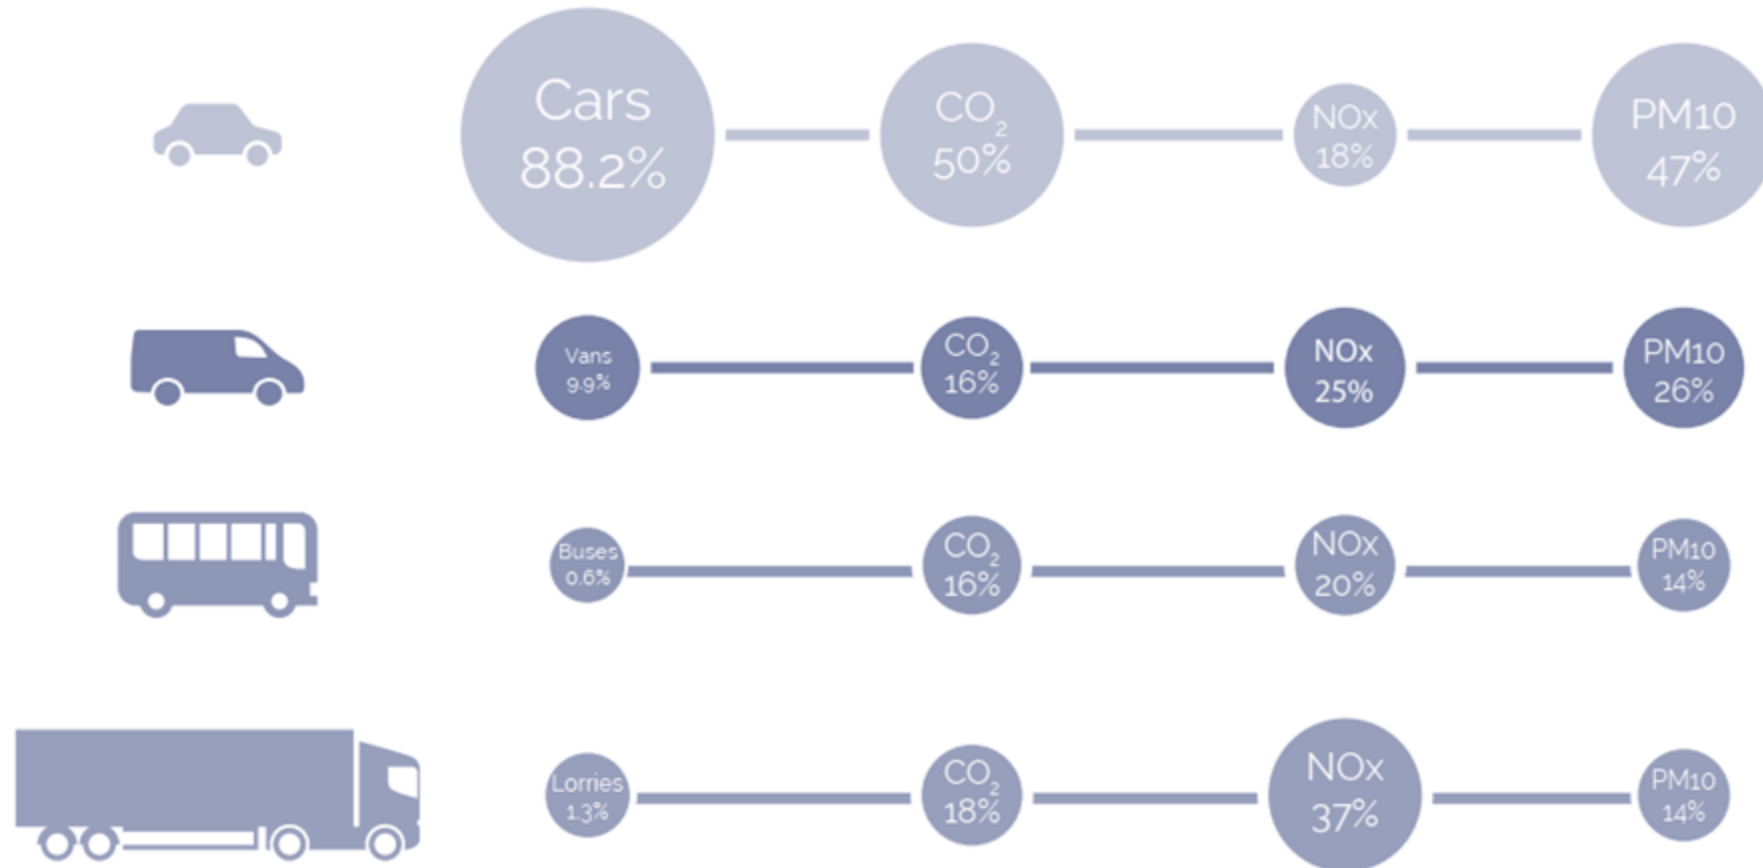 Cars
88.2%
CO₂
50%
NOx
18%
PM10
47%
Vans
9.9%
CO₂
16%
NOx
25%
PM10
26%
Buses
0.6%
CO₂
16%
NOx
20%
PM10
14%
Lorries
1.3%
CO₂
18%
NOx
37%
PM10
14%